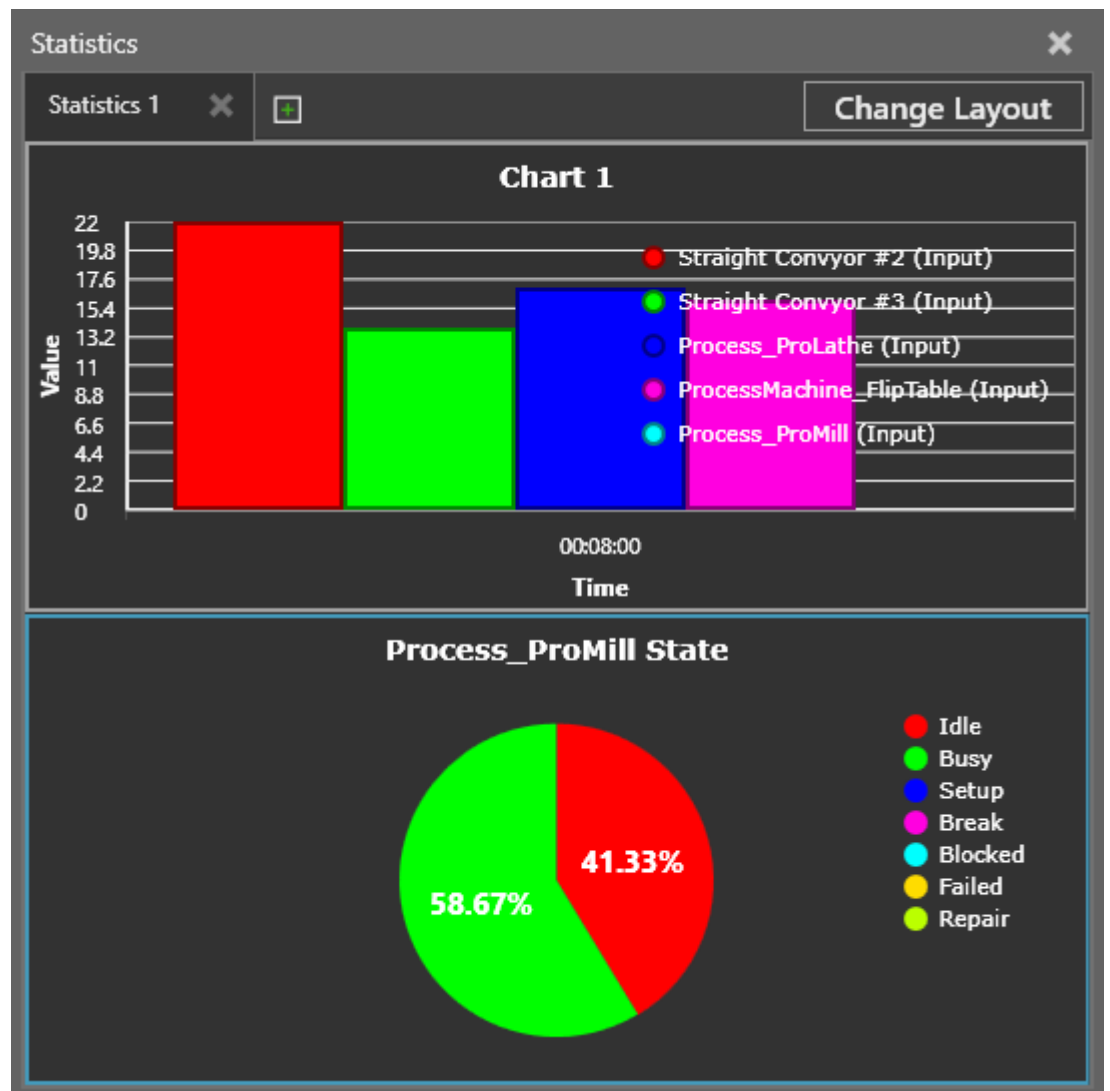 Statistics
Statistics 1
Change Layout
Chart 1
22
19.8
17.6
15.4
13.2
11
8.8
6.6
4.4
2.2
0
Value
Straight Convyor #2 (Input)
Straight Convyor #3 (Input)
Process_ProLathe (Input)
ProcessMachine_FlipTable (Input)
Process_ProMill (Input)
00:08:00
Time
Process_ProMill State
41.33%
58.67%
Idle
Busy
Setup
Break
Blocked
Failed
Repair